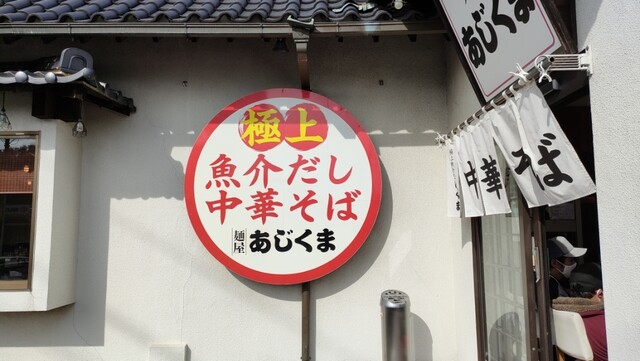 極上
魚介だし
中華そば
麺屋
あじくま
あじくま
中華そば